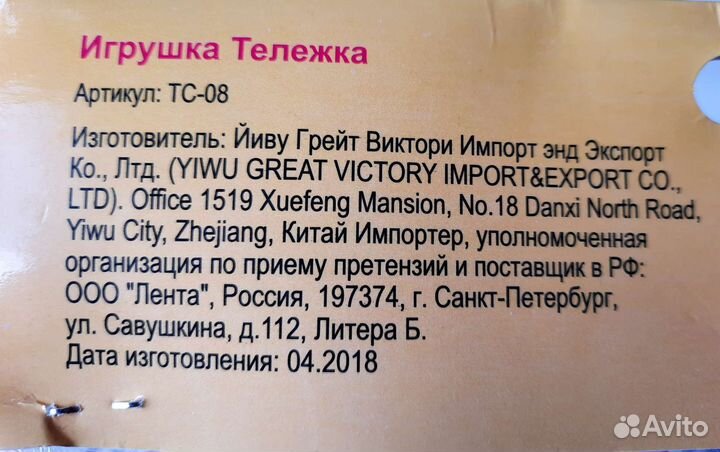 Игрушка Тележка
Артикул: ТС-08
Изготовитель: Йиву Грейт Виктори Импорт энд Экспорт
Ко., Лтд. (YIWU GREAT VICTORY IMPORT&EXPORT CO.,
LTD). Office 1519 Xuefeng Mansion, No.18 Danxi North Road,
Yiwu City, Zhejiang, Китай Импортер, уполномоченная
организация по приему претензий и поставщик в РФ:
ООО "Лента", Россия, 197374, г. Санкт-Петербург,
ул. Савушкина, д.112, Литера Б.
Дата изготовления: 04.2018
Avito